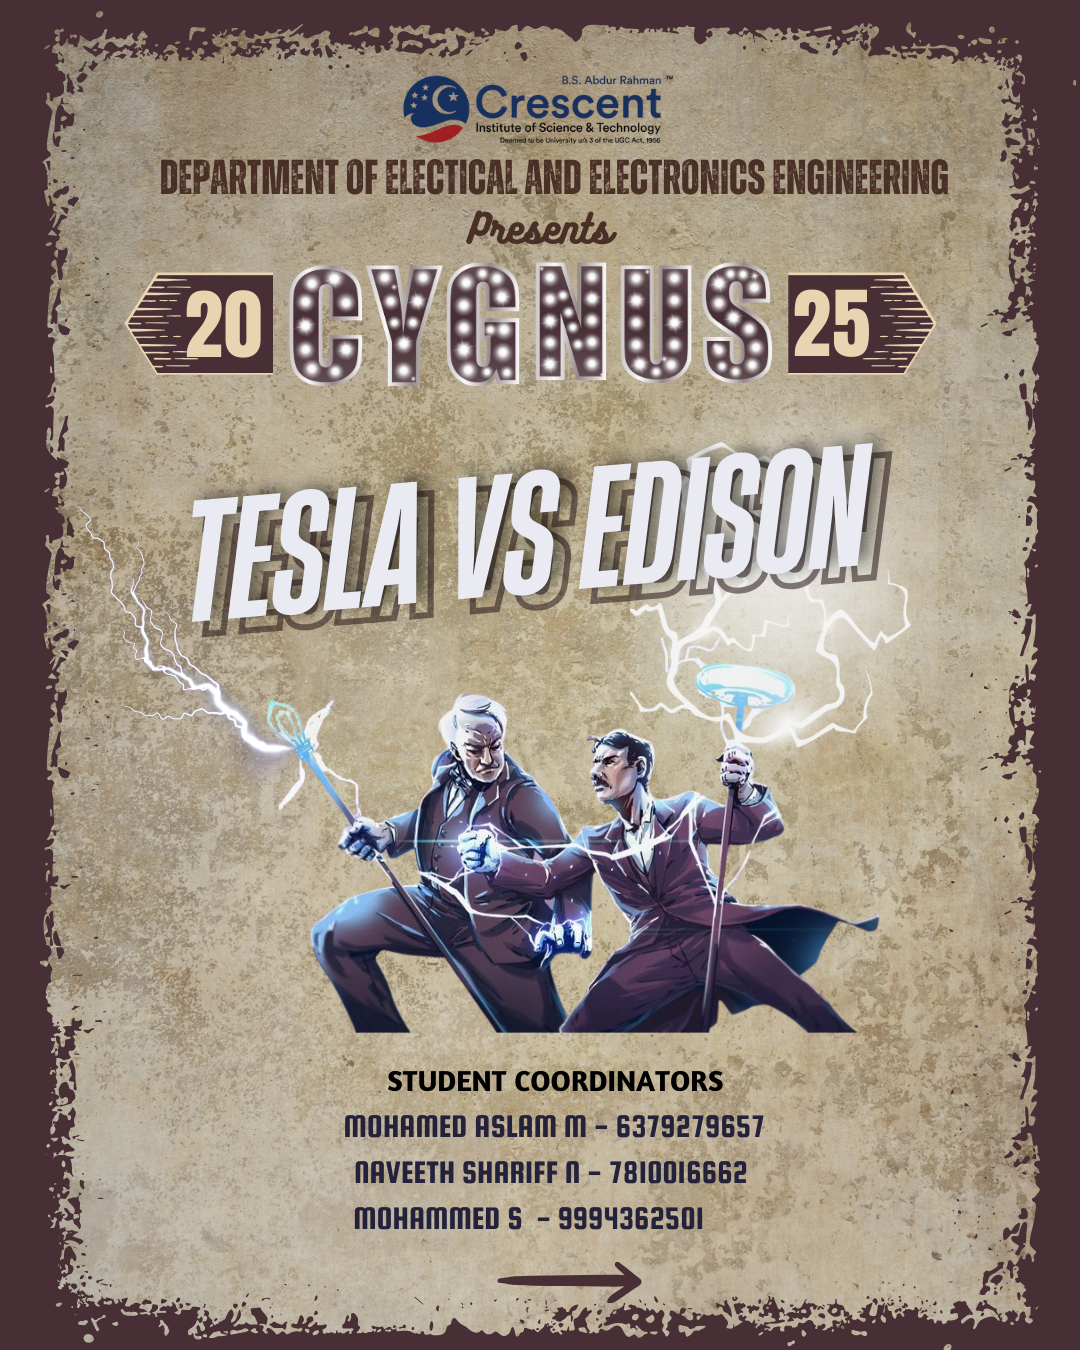 B.S. Abdur Rahman ™
Crescent
Institute of Science & Technology
Deemed to be University u/s 3 of the UGC Act, 1956
DEPARTMENT OF ELECTICAL AND ELECTRONICS ENGINEERING
Presents
20 CYGNUS 25
TESLA VS EDISON
STUDENT COORDINATORS
MOHAMED ASLAM M - 6379279657
NAVEETH SHARIFF N - 7810016662
MOHAMMED S - 9994362501